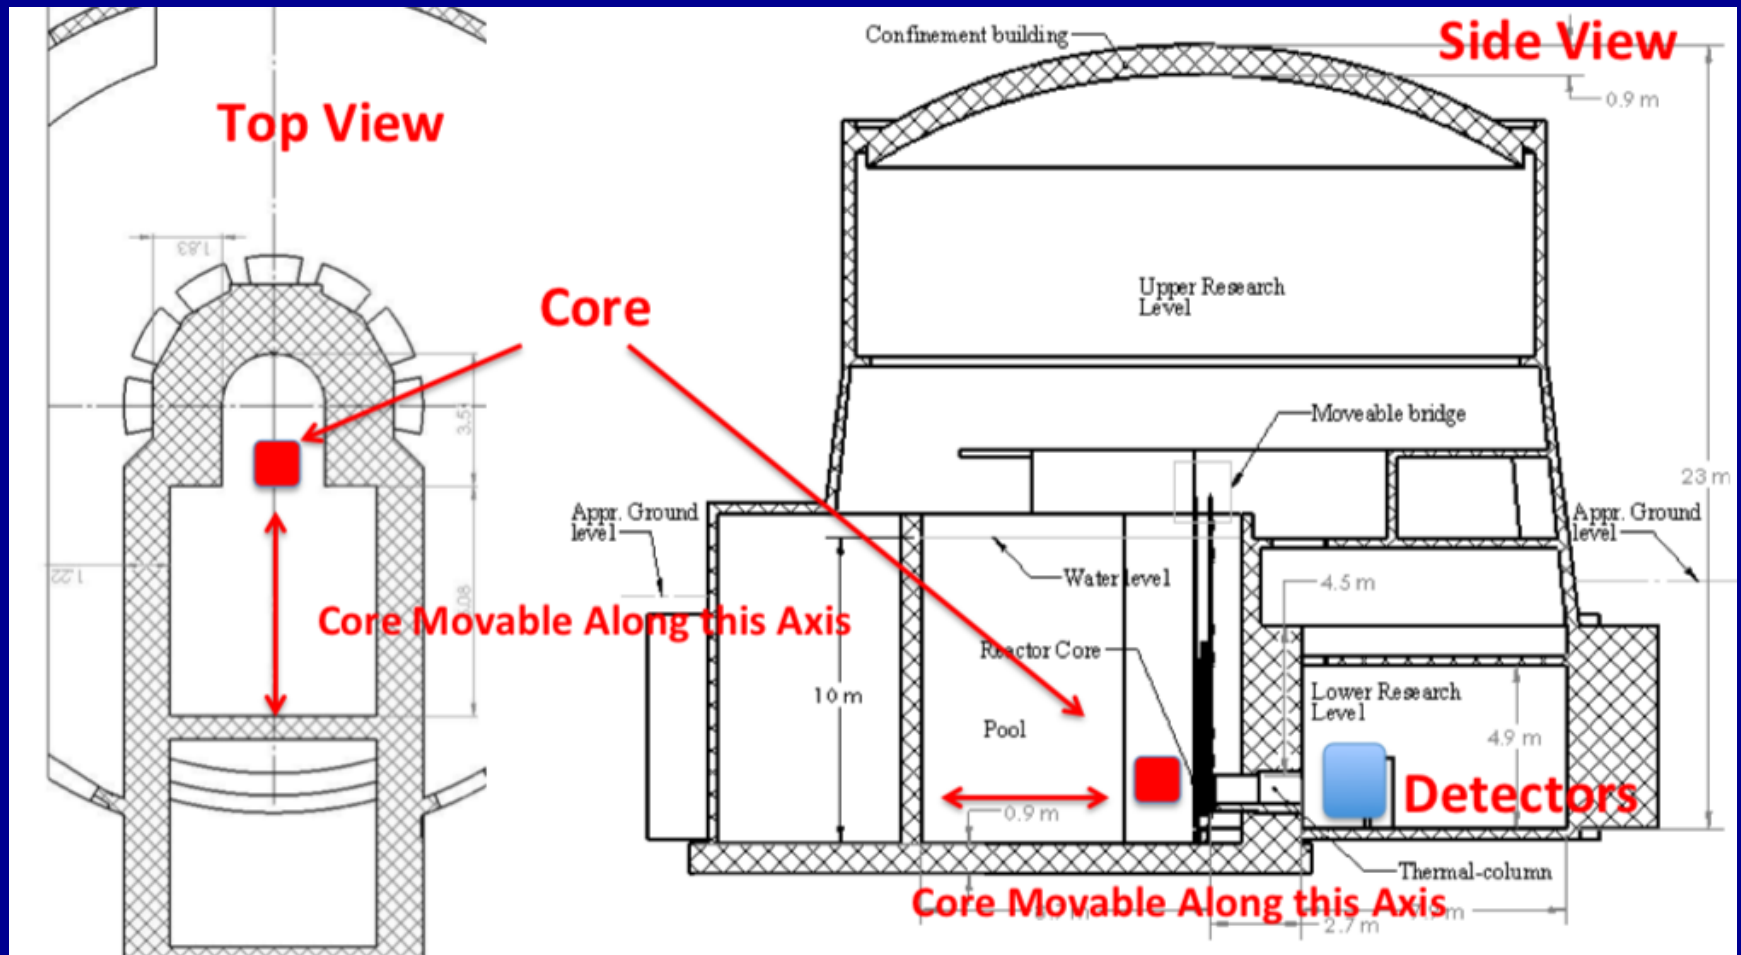 Top View
1.83
Core
3.5
1.22
Core Movable Along this Axis
Side View
Confinement building
0.9 m
Upper Research
Level
Moveable bridge
23 m
Appr. Ground
level
Appr. Ground
level
Water level
4.5 m
Reactor Core
10 m
Pool
Lower Research
Level
4.9 m
Detectors
0.9 m
Thermal-column
Core Movable Along this Axis
2.7 m